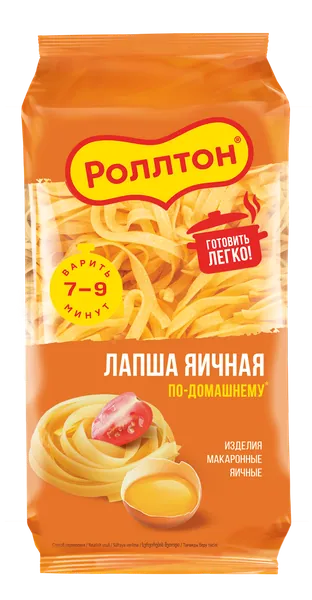 Роллтон®
ГОТОВИТЬ
ЛЕГКО!
ВАРИТЬ
7–9
МИНУТ
ЛАПША ЯИЧНАЯ
ПО-ДОМАШНЕМУ*
ИЗДЕЛИЯ
МАКАРОННЫЕ
ЯИЧНЫЕ